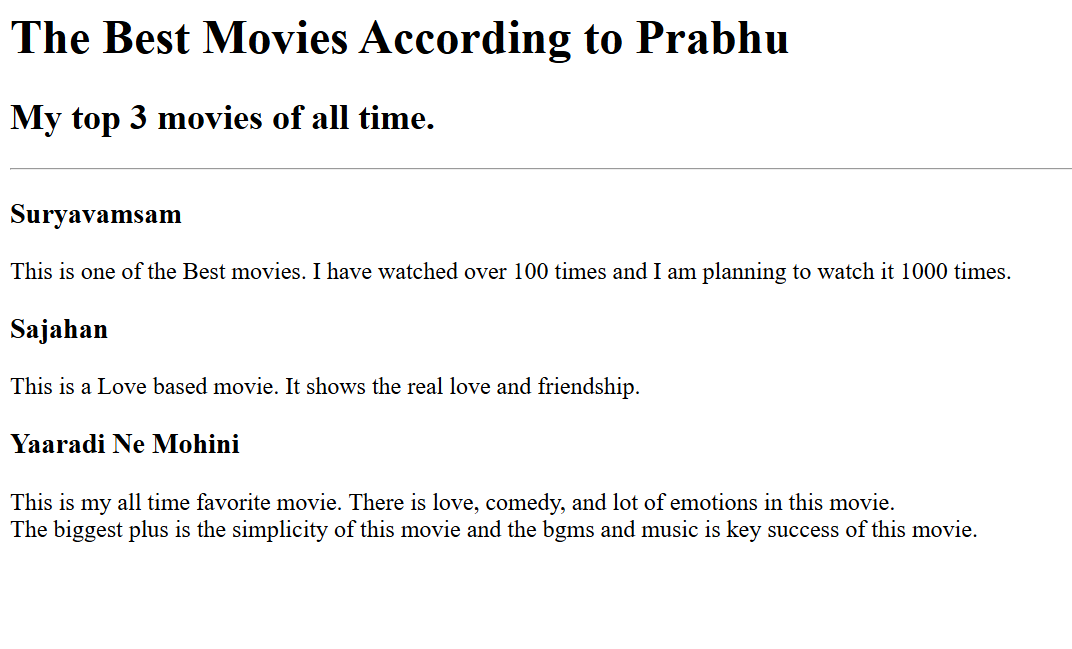 The Best Movies According to Prabhu
My top 3 movies of all time.
Suryavamsam
This is one of the Best movies. I have watched over 100 times and I am planning to watch it 1000 times.
Sajahan
This is a Love based movie. It shows the real love and friendship.
Yaaradi Ne Mohini
This is my all time favorite movie. There is love, comedy, and lot of emotions in this movie.
The biggest plus is the simplicity of this movie and the bgms and music is key success of this movie.